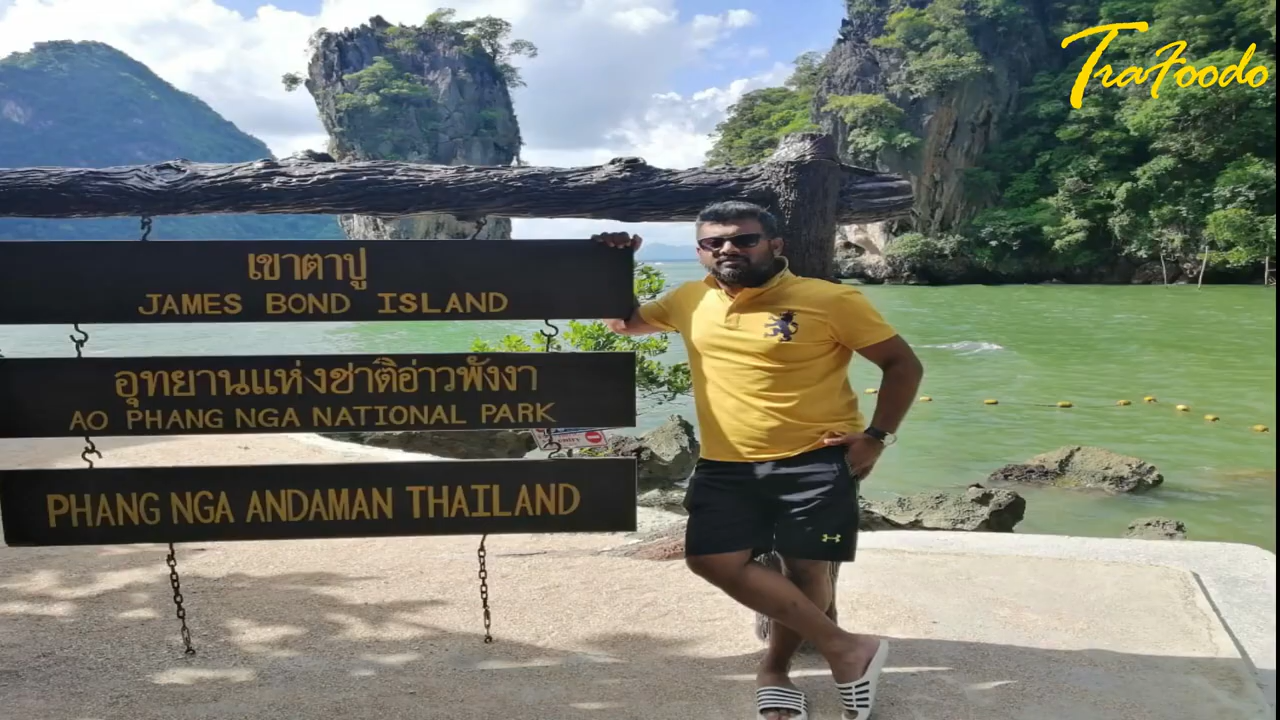 TraFoodo
เขาตาปู
JAMES BOND ISLAND
อุทยานแห่งชาติอ่าวพังงา
AO PHANG NGA NATIONAL PARK
PHANG NGA ANDAMAN THAILAND